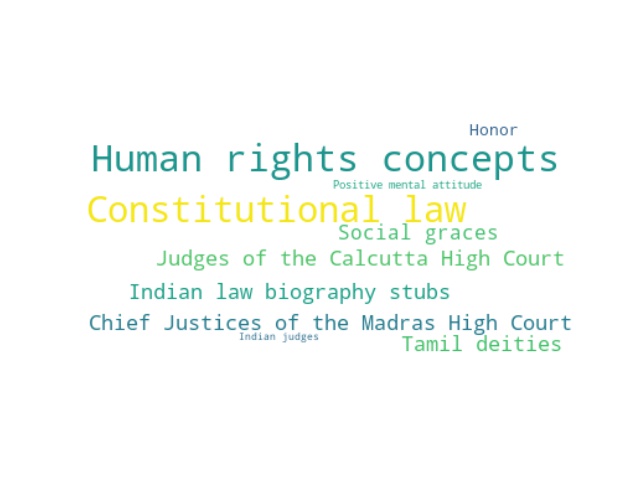 Honor
Human rights concepts
Positive mental attitude
Constitutional law
Social graces
Judges of the Calcutta High Court
Indian law biography stubs
Chief Justices of the Madras High Court
Indian judges
Tamil deities